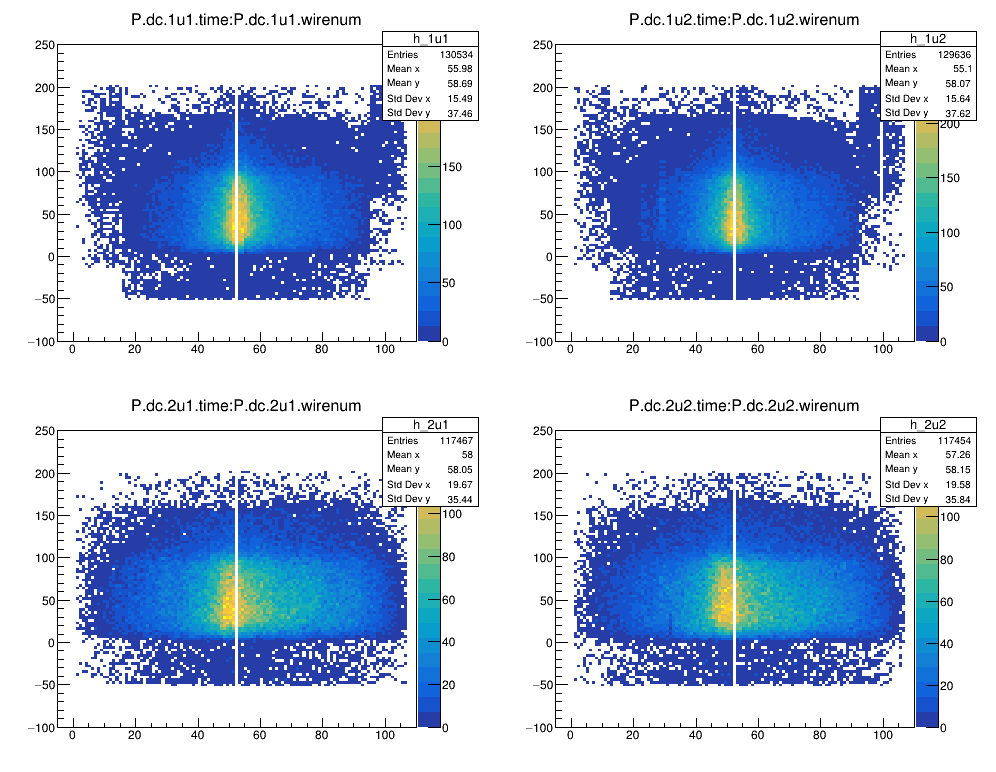 P.dc.1u1.time:P.dc.1u1.wirenum
h_1u1
Entries 130534
Mean x 55.98
Mean y 58.69
Std Dev x 15.49
Std Dev y 37.46
250
200
150
100
50
0
−50
−100
0 20 40 60 80 100
150
100
50
0
P.dc.1u2.time:P.dc.1u2.wirenum
h_1u2
Entries 129636
Mean x 55.1
Mean y 58.07
Std Dev x 15.64
Std Dev y 37.62
250
200
150
100
50
0
−50
−100
0 20 40 60 80 100
200
150
100
50
0
P.dc.2u1.time:P.dc.2u1.wirenum
h_2u1
Entries 117467
Mean x 58
Mean y 58.05
Std Dev x 19.67
Std Dev y 35.44
250
200
150
100
50
0
−50
−100
0 20 40 60 80 100
100
80
60
40
20
0
P.dc.2u2.time:P.dc.2u2.wirenum
h_2u2
Entries 117454
Mean x 57.26
Mean y 58.15
Std Dev x 19.58
Std Dev y 35.84
250
200
150
100
50
0
−50
−100
0 20 40 60 80 100
100
80
60
40
20
0